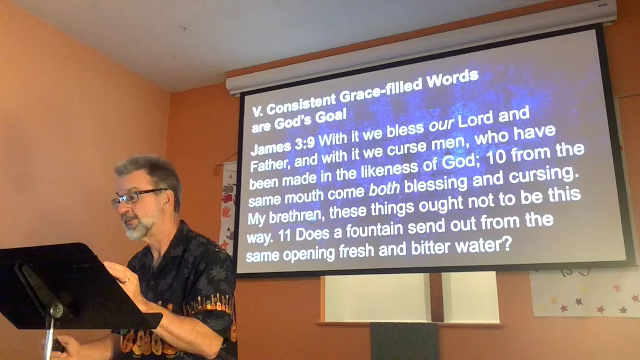 V. Consistent Grace-filled Words
are God's Goal
James 3:9 With it we bless our Lord and
Father, and with it we curse men, who have
been made in the likeness of God; 10 from the
same mouth come both blessing and cursing.
My brethren, these things ought not to be this
way. 11 Does a fountain send out from the
same opening fresh and bitter water?